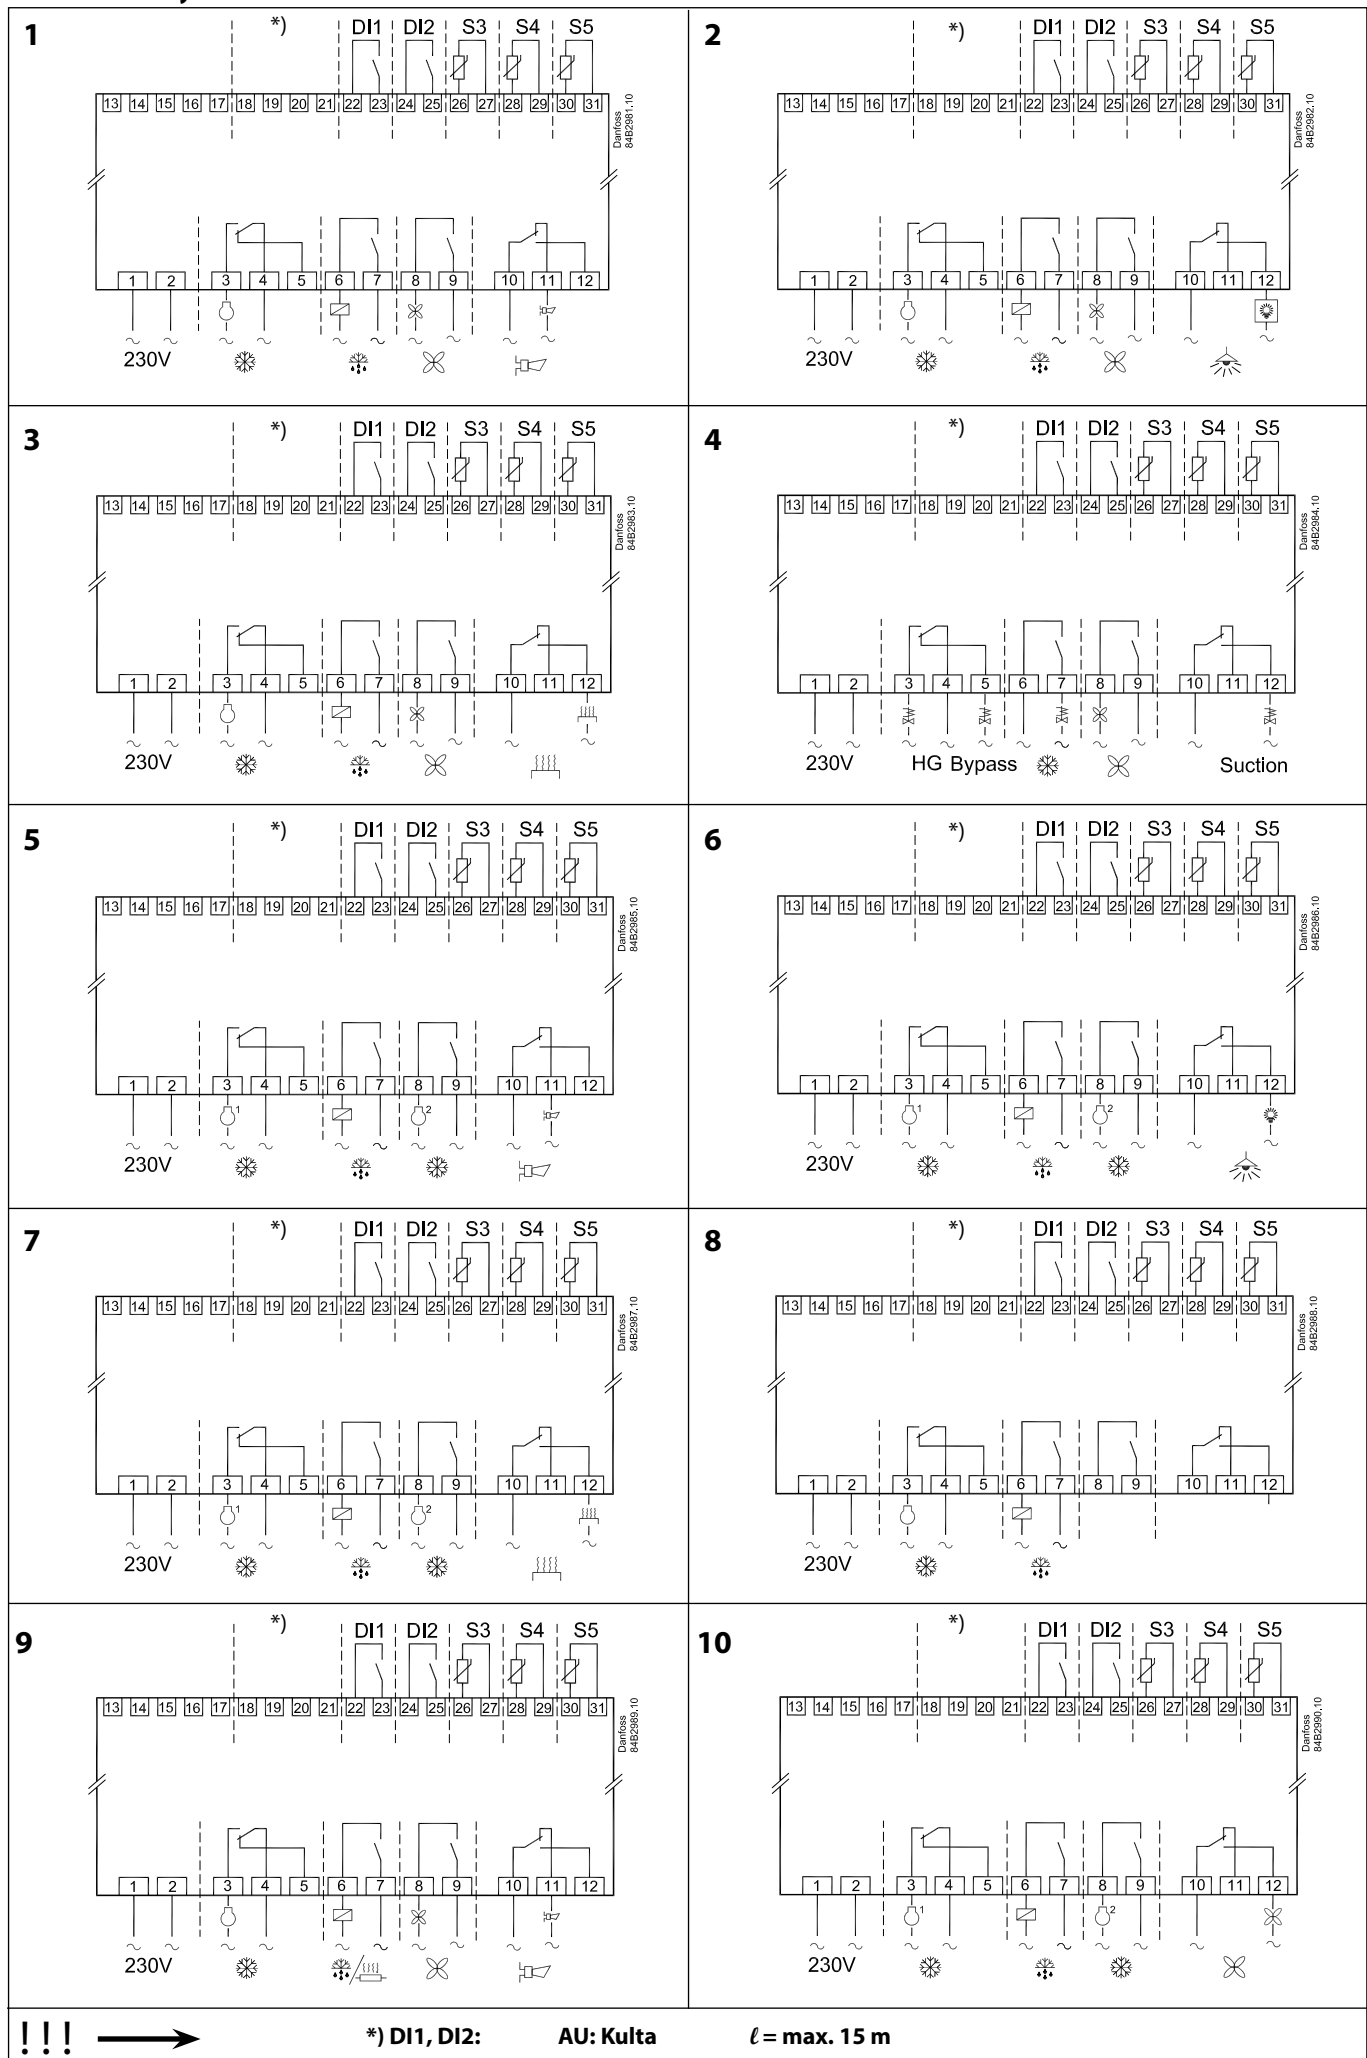 1
*) DI1 DI2 S3 S4 S5
13 14 15 16 17 18 19 20 21 22 23 24 25 26 27 28 29 30 31
Danfoss
84B2981.10
1 2 3 4 5 6 7 8 9 10 11 12
230V
2
*) DI1 DI2 S3 S4 S5
13 14 15 16 17 18 19 20 21 22 23 24 25 26 27 28 29 30 31
Danfoss
84B2982.10
1 2 3 4 5 6 7 8 9 10 11 12
230V
3
*) DI1 DI2 S3 S4 S5
13 14 15 16 17 18 19 20 21 22 23 24 25 26 27 28 29 30 31
Danfoss
84B2983.10
1 2 3 4 5 6 7 8 9 10 11 12
230V
4
*) DI1 DI2 S3 S4 S5
13 14 15 16 17 18 19 20 21 22 23 24 25 26 27 28 29 30 31
Danfoss
84B2984.10
1 2 3 4 5 6 7 8 9 10 11 12
230V HG Bypass Suction
5
*) DI1 DI2 S3 S4 S5
13 14 15 16 17 18 19 20 21 22 23 24 25 26 27 28 29 30 31
Danfoss
84B2985.10
1 2 3 4 5 6 7 8 9 10 11 12
1 2
230V
6
*) DI1 DI2 S3 S4 S5
13 14 15 16 17 18 19 20 21 22 23 24 25 26 27 28 29 30 31
Danfoss
84B2986.10
1 2 3 4 5 6 7 8 9 10 11 12
1 2
230V
7
*) DI1 DI2 S3 S4 S5
13 14 15 16 17 18 19 20 21 22 23 24 25 26 27 28 29 30 31
Danfoss
84B2987.10
1 2 3 4 5 6 7 8 9 10 11 12
1 2
230V
8
*) DI1 DI2 S3 S4 S5
13 14 15 16 17 18 19 20 21 22 23 24 25 26 27 28 29 30 31
Danfoss
84B2988.10
1 2 3 4 5 6 7 8 9 10 11 12
230V
9
*) DI1 DI2 S3 S4 S5
13 14 15 16 17 18 19 20 21 22 23 24 25 26 27 28 29 30 31
Danfoss
84B2989.10
1 2 3 4 5 6 7 8 9 10 11 12
230V
10
*) DI1 DI2 S3 S4 S5
13 14 15 16 17 18 19 20 21 22 23 24 25 26 27 28 29 30 31
Danfoss
84B2990.10
1 2 3 4 5 6 7 8 9 10 11 12
1 2
230V
!!! *) DI1, DI2: AU: Kulta ℓ = max. 15 m